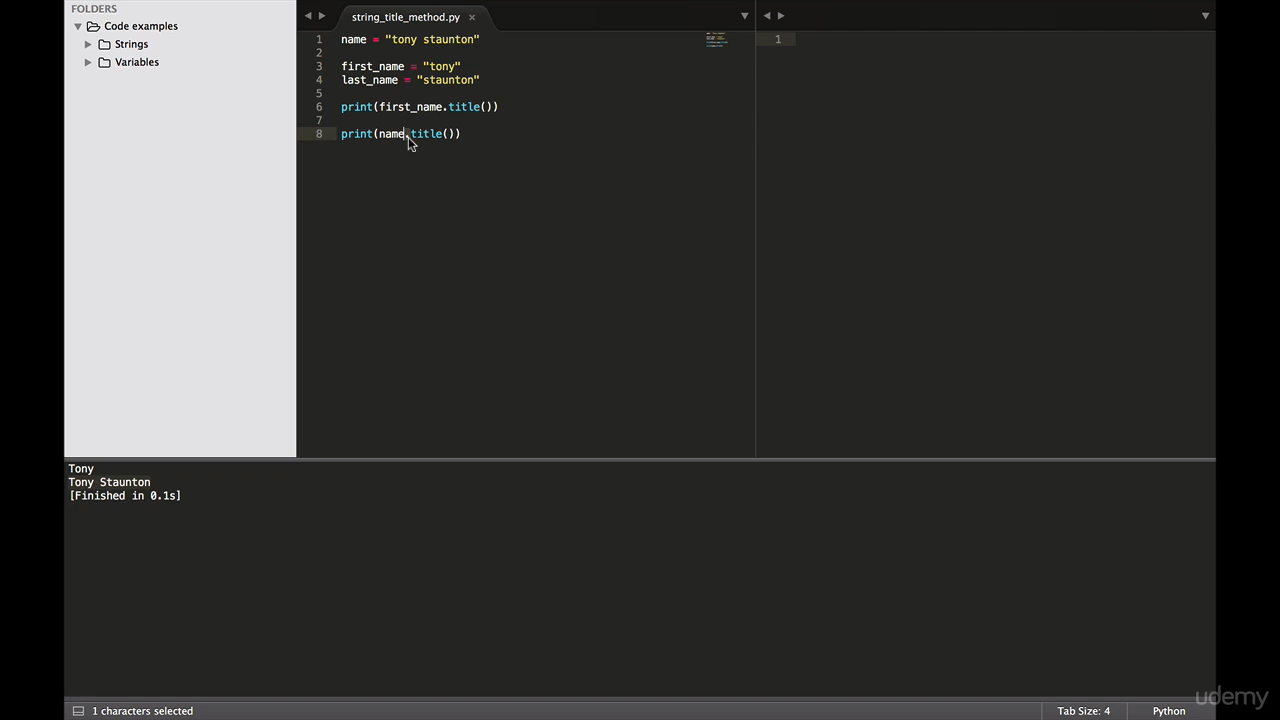 FOLDERS
Code examples
Strings
Variables
string_title_method.py ×
1 name = "tony staunton"
2
3 first_name = "tony"
4 last_name = "staunton"
5
6 print(first_name.title())
7
8 print(name.title())
1
Tony
Tony Staunton
[Finished in 0.1s]
udemy
1 characters selected
Tab Size: 4
Python